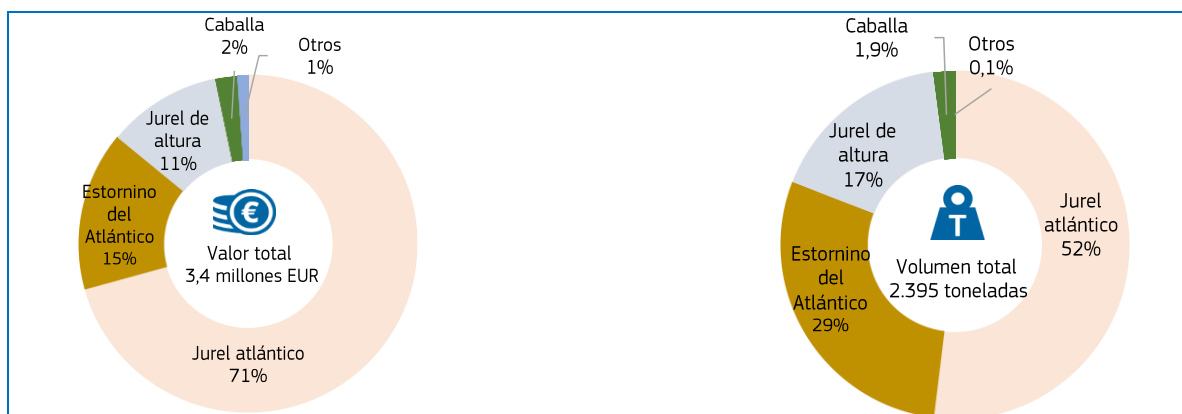 Caballa
2%
Otros
1%
Jurel de
altura
11%
Estornino
del
Atlántico
15%
€
Valor total
3,4 millones EUR
Jurel atlántico
71%
Caballa
1,9%
Otros
0,1%
Jurel de
altura
17%
Jurel
atlántico
52%
T
Volumen total
2.395 toneladas
Estornino
del
Atlántico
29%